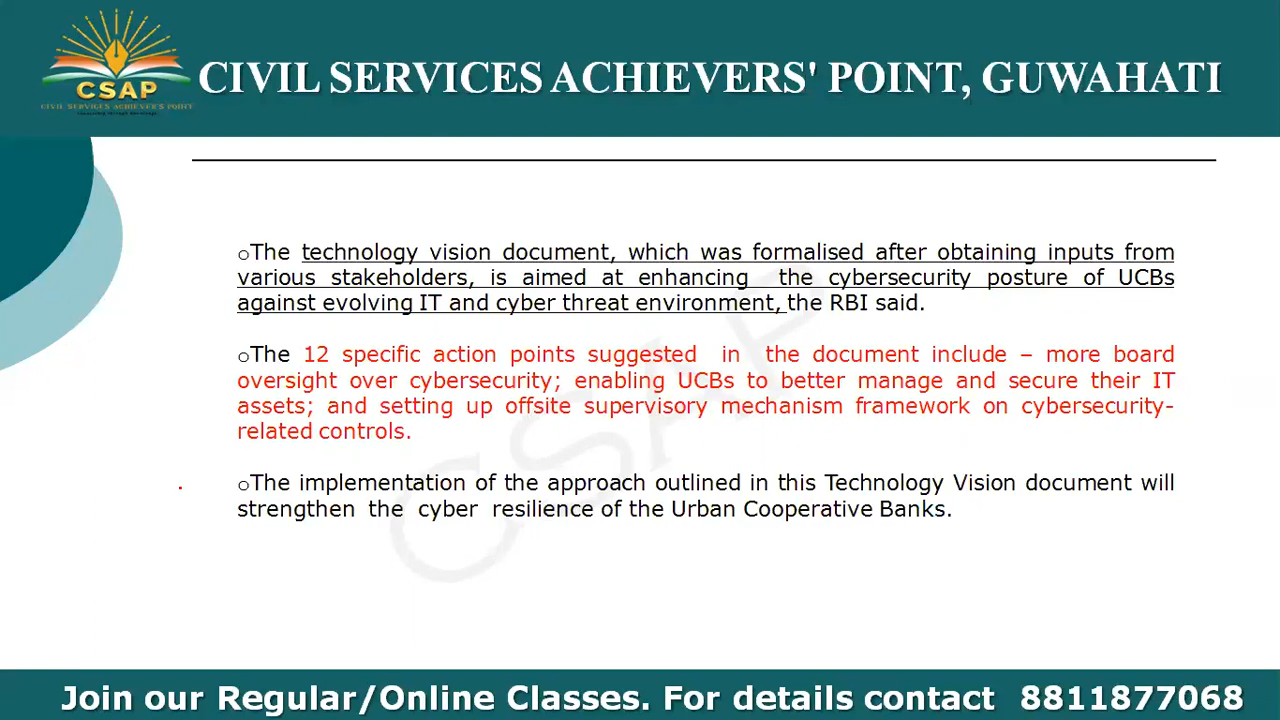 CSAP
CIVIL SERVICES ACHIEVER'S POINT
CIVIL SERVICES ACHIEVERS' POINT, GUWAHATI
oThe technology vision document, which was formalised after obtaining inputs from
various stakeholders, is aimed at enhancing the cybersecurity posture of UCBs
against evolving IT and cyber threat environment, the RBI said.
oThe 12 specific action points suggested in the document include – more board
oversight over cybersecurity; enabling UCBs to better manage and secure their IT
assets; and setting up offsite supervisory mechanism framework on cybersecurity-
related controls.
.
oThe implementation of the approach outlined in this Technology Vision document will
strengthen the cyber resilience of the Urban Cooperative Banks.
CSAP
Join our Regular/Online Classes. For details contact 8811877068